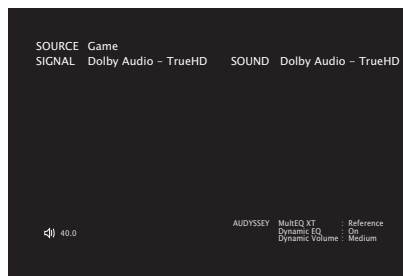 SOURCE Game
SIGNAL Dolby Audio – TrueHD SOUND Dolby Audio – TrueHD
40.0
AUDYSSEY MultEQ XT : Reference
Dynamic EQ : On
Dynamic Volume : Medium